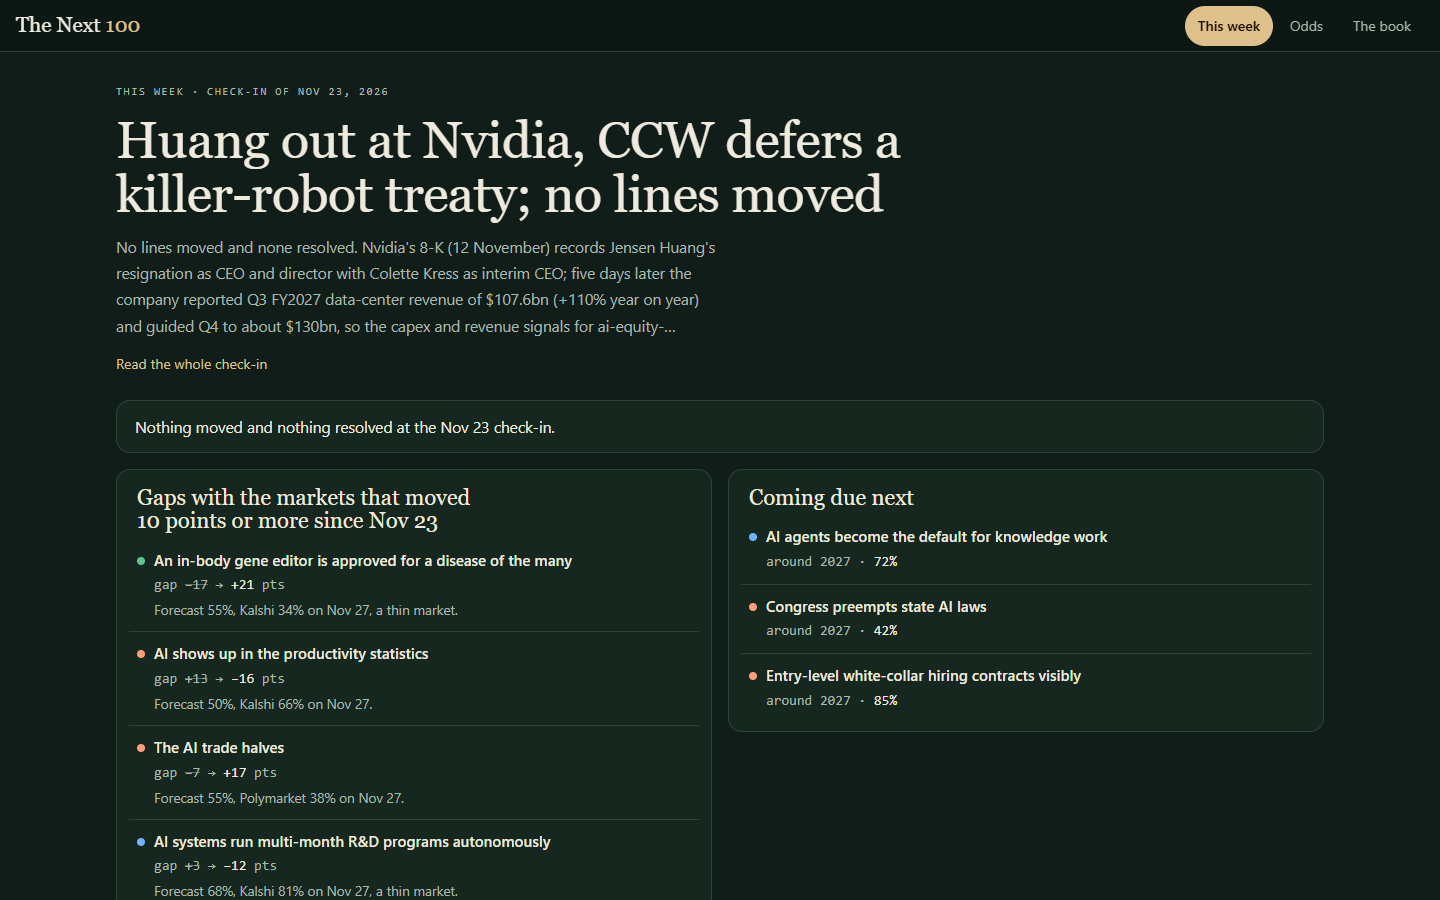 The Next 100
This week
Odds
The book
THIS WEEK · CHECK-IN OF NOV 23, 2026
Huang out at Nvidia, CCW defers a
killer-robot treaty; no lines moved
No lines moved and none resolved. Nvidia's 8-K (12 November) records Jensen Huang's
resignation as CEO and director with Colette Kress as interim CEO; five days later the
company reported Q3 FY2027 data-center revenue of $107.6bn (+110% year on year)
and guided Q4 to about $130bn, so the capex and revenue signals for ai-equity-...
Read the whole check-in
Nothing moved and nothing resolved at the Nov 23 check-in.
Gaps with the markets that moved
10 points or more since Nov 23
An in-body gene editor is approved for a disease of the many
gap −17 → +21 pts
Forecast 55%, Kalshi 34% on Nov 27, a thin market.
AI shows up in the productivity statistics
gap +13 → −16 pts
Forecast 50%, Kalshi 66% on Nov 27.
The AI trade halves
gap −7 → +17 pts
Forecast 55%, Polymarket 38% on Nov 27.
AI systems run multi-month R&D programs autonomously
gap +3 → −12 pts
Forecast 68%, Kalshi 81% on Nov 27, a thin market.
Coming due next
AI agents become the default for knowledge work
around 2027 · 72%
Congress preempts state AI laws
around 2027 · 42%
Entry-level white-collar hiring contracts visibly
around 2027 · 85%